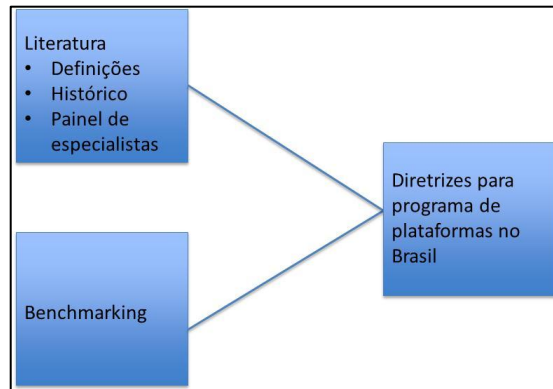 Literatura
• Definições
• Histórico
• Painel de
especialistas
Diretrizes para
programa de
plataformas no
Brasil
Benchmarking